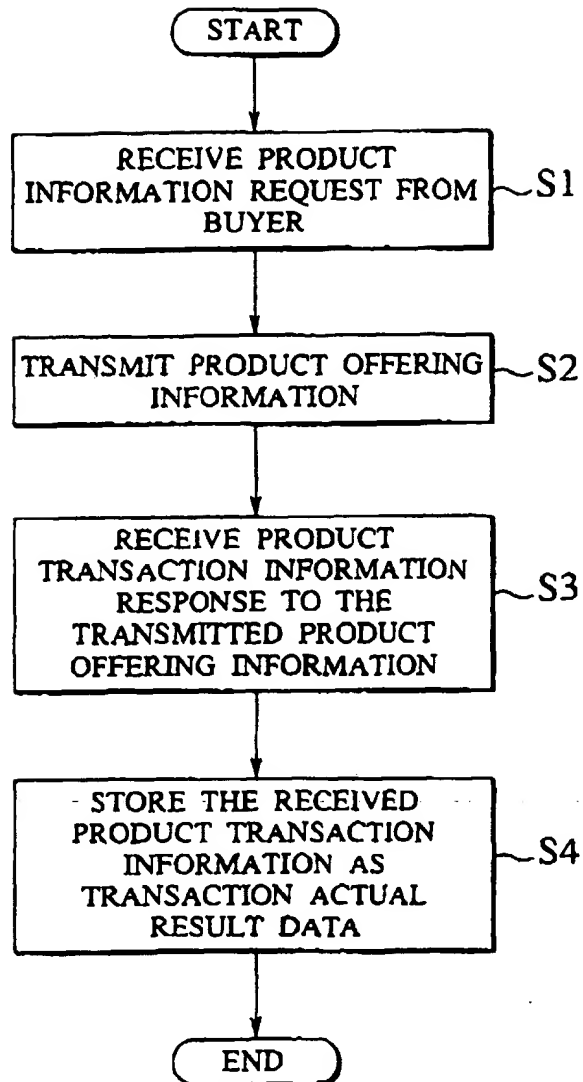 START
RECEIVE PRODUCT
INFORMATION REQUEST FROM
BUYER
S1
TRANSMIT PRODUCT OFFERING
INFORMATION
S2
RECEIVE PRODUCT
TRANSACTION INFORMATION
RESPONSE TO THE
TRANSMITTED PRODUCT
OFFERING INFORMATION
S3
STORE THE RECEIVED
PRODUCT TRANSACTION
INFORMATION AS
TRANSACTION ACTUAL
RESULT DATA
S4
END